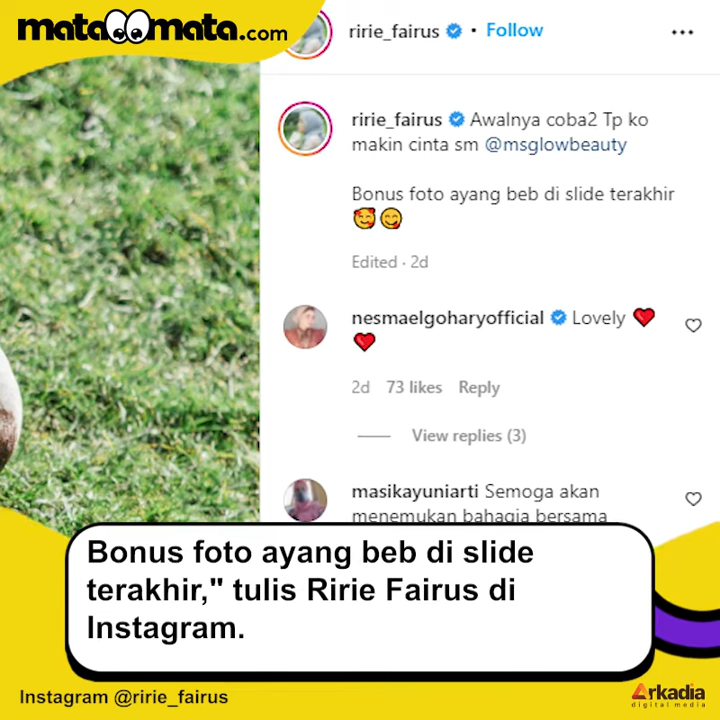 mata mata.com
ririe_fairus • Follow
ririe_fairus Awalnya coba2 Tp ko
makin cinta sm @msglowbeauty
Bonus foto ayang beb di slide terakhir
🥰😋
Edited · 2d
nesmaelgoharyofficial Lovely ❤️
❤️
2d 73 likes Reply
View replies (3)
masikayuniarti Semoga akan
menemukan bahagia bersama
Bonus foto ayang beb di slide
terakhir," tulis Ririe Fairus di
Instagram.
Instagram @ririe_fairus
Arkadia
digital media